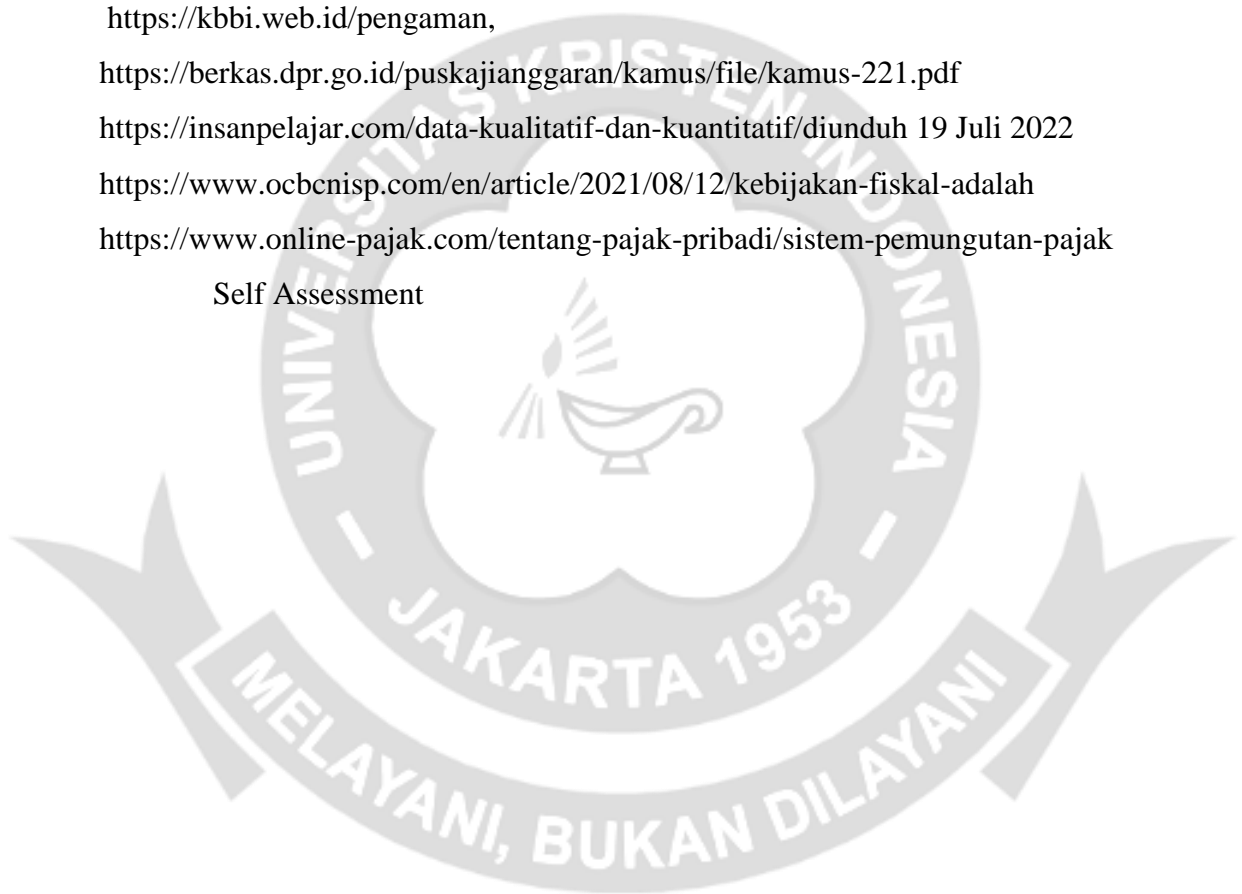 https://kbbi.web.id/pengaman,
https://berkas.dpr.go.id/puskajianggaran/kamus/file/kamus-221.pdf
https://insanpelajar.com/data-kualitatif-dan-kuantitatif/diunduh 19 Juli 2022
https://www.ocbcnisp.com/en/article/2021/08/12/kebijakan-fiskal-adalah
https://www.online-pajak.com/tentang-pajak-pribadi/sistem-pemungutan-pajak
Self Assessment
UNIVERSITAS KRISTEN INDONESIA
JAKARTA 1953
MELAYANI, BUKAN DILAYANI